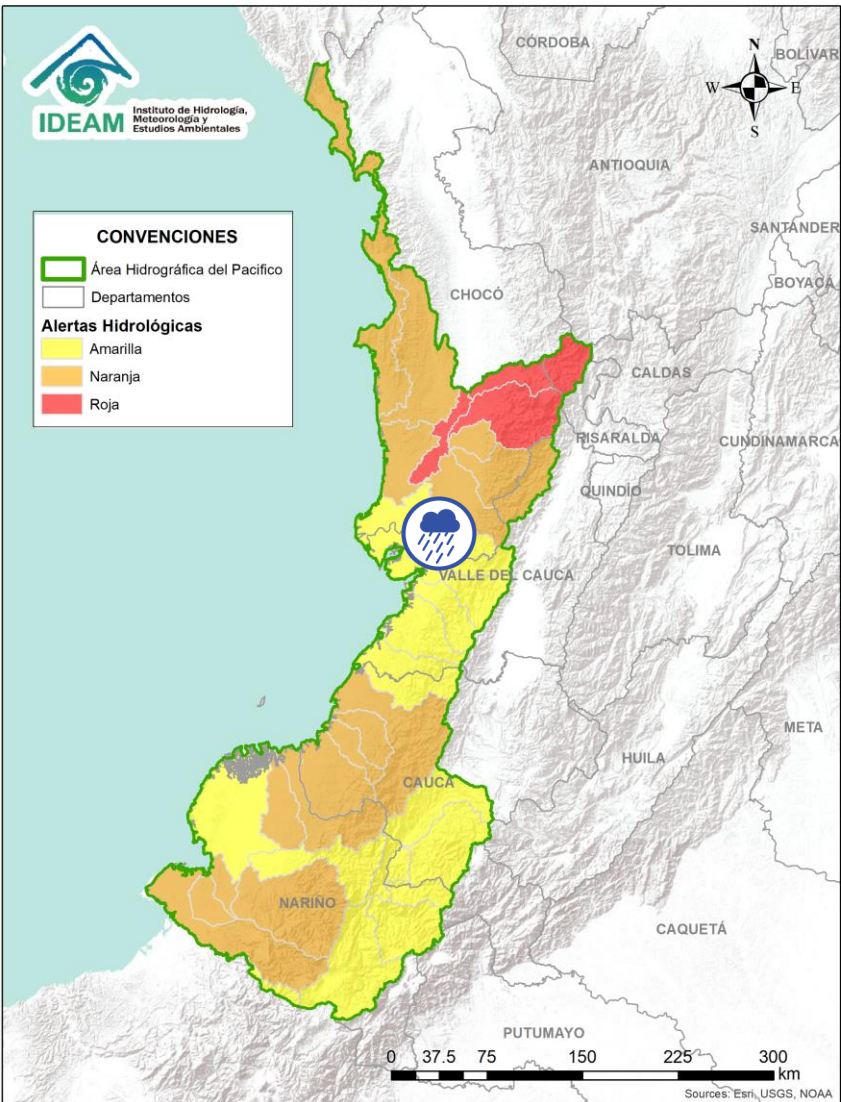 IDEAM
Instituto de Hidrología,
Meteorología y
Estudios Ambientales
CÓRDOBA
BOLÍVAR
N
W
E
S
ANTIOQUIA
SANTANDER
BOYACÁ
CONVENCIONES
Área Hidrográfica del Pacifico
Departamentos
Alertas Hidrológicas
Amarilla
Naranja
Roja
CHOCÓ
CALDAS
RISARALDA
CUNDINAMARCA
QUINDÍO
TOLIMA
VALLE DEL CAUCA
META
HUILA
CAUCA
NARIÑO
CAQUETÁ
PUTUMAYO
0 37.5 75 150 225 300
km
Sources: Esri, USGS, NOAA